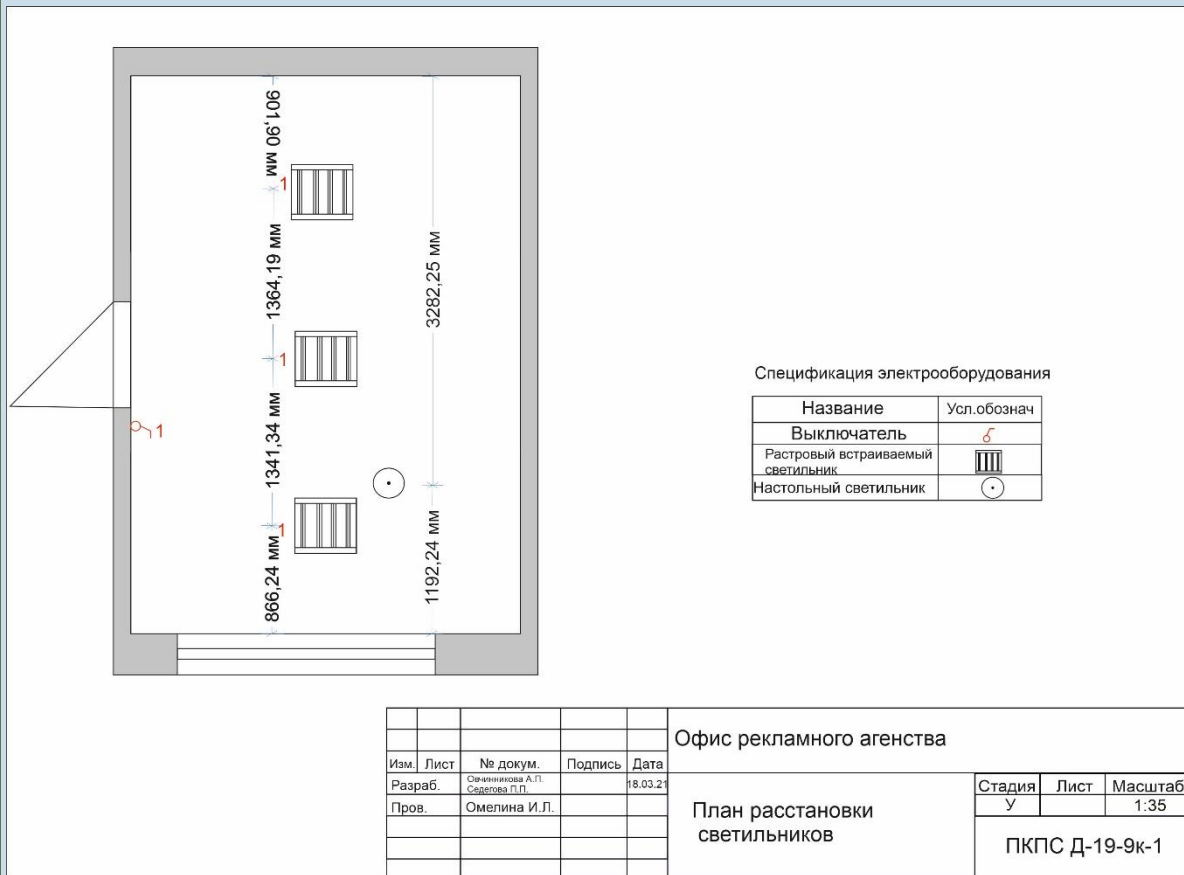 901,90 мм
1
1364,19 мм
3282,25 мм
1
1341,34 мм
1
1
866,24 мм
1192,24 мм
Спецификация электрооборудования
Название Усл.обознач
Выключатель
Растровый встраиваемый
светильник
Настольный светильник
Офис рекламного агенства
Изм. Лист № докум. Подпись Дата
Разраб. Овчинникова А.П. 18.03.21
Седегова П.П.
Пров. Омелина И.Л.
План расстановки
светильников
Стадия Лист Масштаб
У 1:35
ПКПС Д-19-9к-1